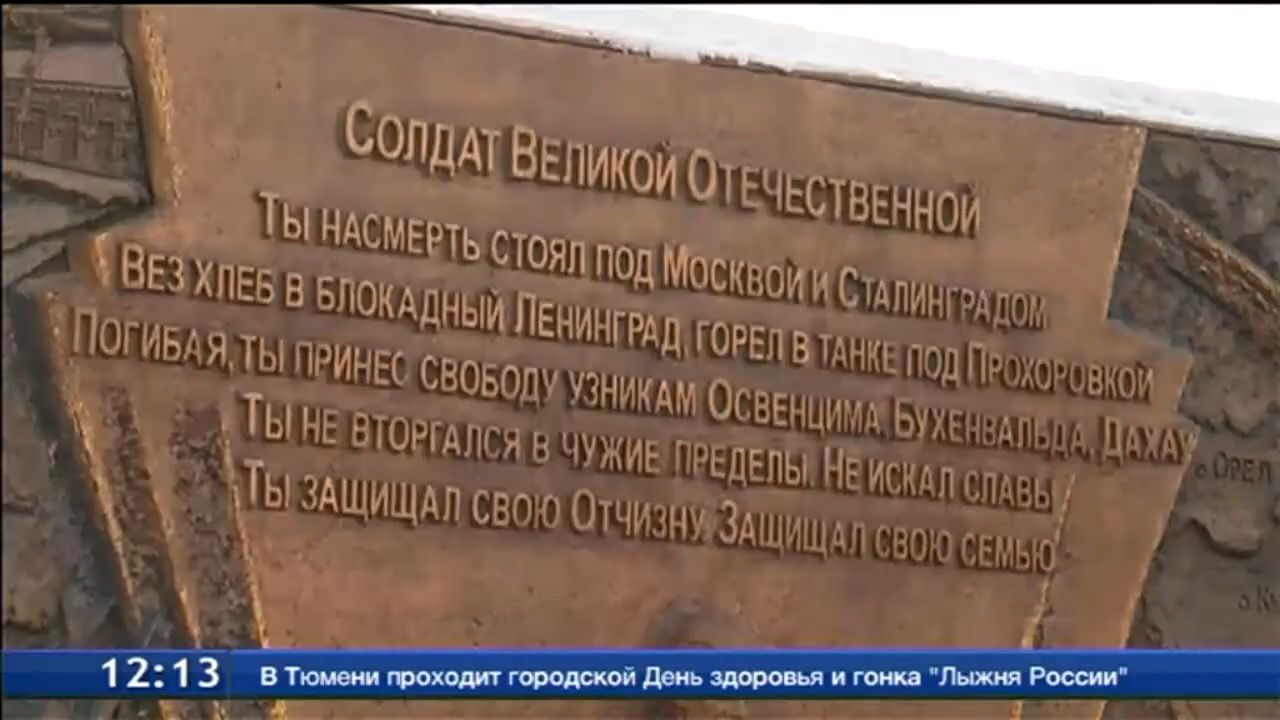 Солдат Великой Отечественной
Ты насмерть стоял под Москвой и Сталинградом
Вез хлеб в блокадный Ленинград, горел в танке под Прохоровкой
Погибая, ты принес свободу узникам Освенцима, Бухенвальда, Дахау
Ты не вторгался в чужие пределы. Не искал славы
Ты защищал свою Отчизну. Защищал свою семью
Орел
12:13 В Тюмени проходит городской День здоровья и гонка "Лыжня России"